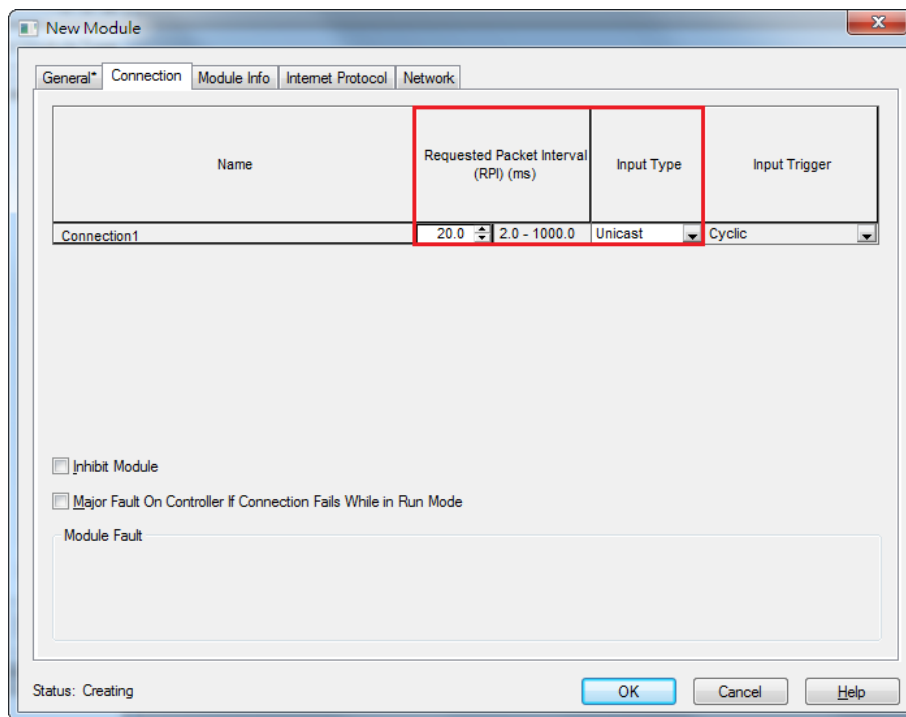 New Module
General* Connection Module Info Internet Protocol Network
Name Requested Packet Interval (RPI) (ms) Input Type Input Trigger
Connection1 20.0 2.0 - 1000.0 Unicast Cyclic
Inhibit Module
Major Fault On Controller If Connection Fails While in Run Mode
Module Fault
Status: Creating OK Cancel Help